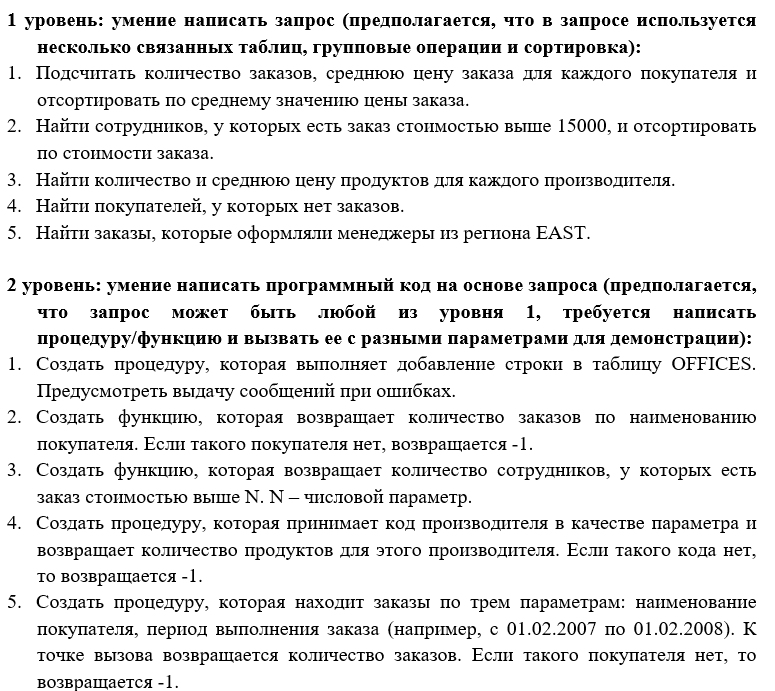 1 уровень: умение написать запрос (предполагается, что в запросе используется
несколько связанных таблиц, групповые операции и сортировка):
1. Подсчитать количество заказов, среднюю цену заказа для каждого покупателя и
отсортировать по среднему значению цены заказа.
2. Найти сотрудников, у которых есть заказ стоимостью выше 15000, и отсортировать
по стоимости заказа.
3. Найти количество и среднюю цену продуктов для каждого производителя.
4. Найти покупателей, у которых нет заказов.
5. Найти заказы, которые оформляли менеджеры из региона EAST.
2 уровень: умение написать программный код на основе запроса (предполагается,
что запрос может быть любой из уровня 1, требуется написать
процедуру/функцию и вызвать ее с разными параметрами для демонстрации):
1. Создать процедуру, которая выполняет добавление строки в таблицу OFFICES.
Предусмотреть выдачу сообщений при ошибках.
2. Создать функцию, которая возвращает количество заказов по наименованию
покупателя. Если такого покупателя нет, возвращается -1.
3. Создать функцию, которая возвращает количество сотрудников, у которых есть
заказ стоимостью выше N. N – числовой параметр.
4. Создать процедуру, которая принимает код производителя в качестве параметра и
возвращает количество продуктов для этого производителя. Если такого кода нет,
то возвращается -1.
5. Создать процедуру, которая находит заказы по трем параметрам: наименование
покупателя, период выполнения заказа (например, с 01.02.2007 по 01.02.2008). К
точке вызова возвращается количество заказов. Если такого покупателя нет, то
возвращается -1.